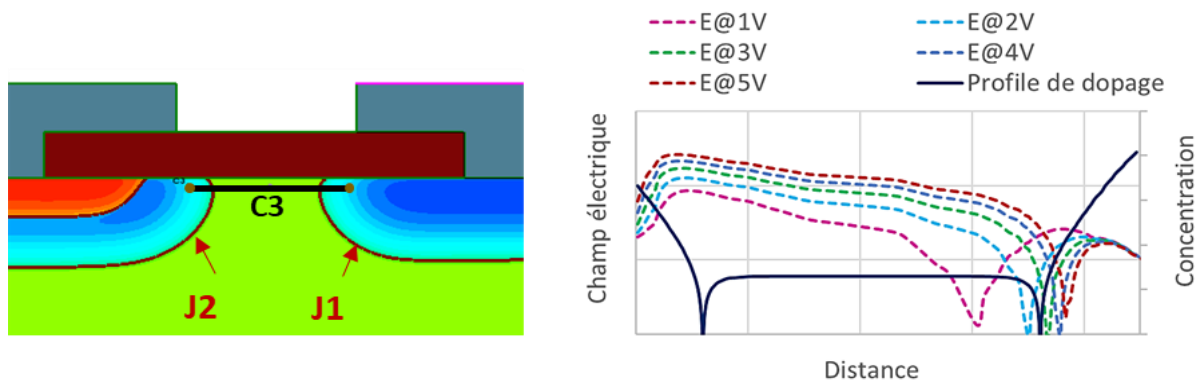 C3
J2
J1
E@1V
E@2V
E@3V
E@4V
E@5V
Profile de dopage
Champ électrique
Concentration
Distance